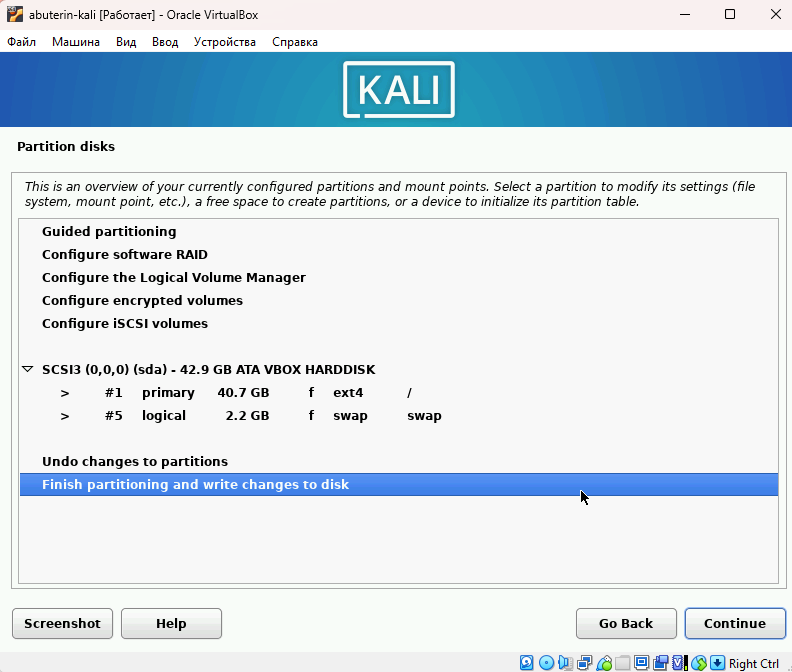 abuterin-kali [Работает] - Oracle VirtualBox
Файл Машина Вид Ввод Устройства Справка
KALI
Partition disks
This is an overview of your currently configured partitions and mount points. Select a partition to modify its settings (file
system, mount point, etc.), a free space to create partitions, or a device to initialize its partition table.
Guided partitioning
Configure software RAID
Configure the Logical Volume Manager
Configure encrypted volumes
Configure iSCSI volumes
SCSI3 (0,0,0) (sda) - 42.9 GB ATA VBOX HARDDISK
> #1 primary 40.7 GB f ext4 /
> #5 logical 2.2 GB f swap swap
Undo changes to partitions
Finish partitioning and write changes to disk
Screenshot Help Go Back Continue
Right Ctrl